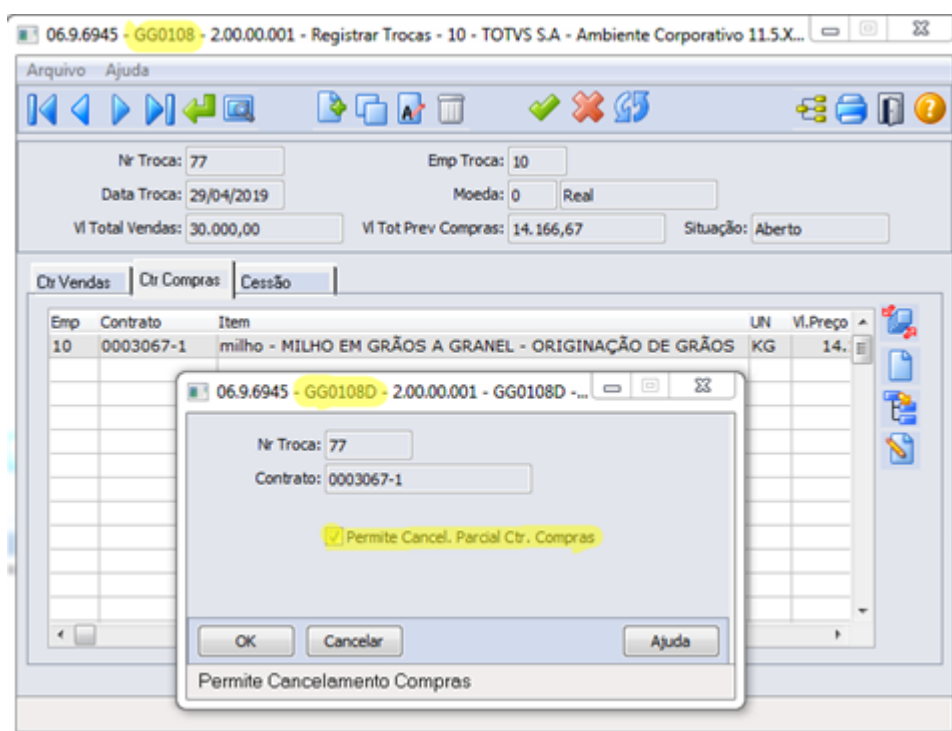 06.9.6945 - GG0108 - 2.00.00.001 - Registrar Trocas - 10 - TOTVS S.A - Ambiente Corporativo 11.5.X...
Arquivo Ajuda
Nr Troca: 77 Emp Troca: 10
Data Troca: 29/04/2019 Moeda: 0 Real
Vl Total Vendas: 30.000,00 Vl Tot Prev Compras: 14.166,67 Situação: Aberto
Ctr Vendas Ctr Compras Cessão
Emp Contrato Item UN Vl.Preço
10 0003067-1 milho - MILHO EM GRÃOS A GRANEL - ORIGINAÇÃO DE GRÃOS KG 14.
06.9.6945 - GG0108D - 2.00.00.001 - GG0108D -...
Nr Troca: 77
Contrato: 0003067-1
Permite Cancel. Parcial Ctr. Compras
OK Cancelar Ajuda
Permite Cancelamento Compras